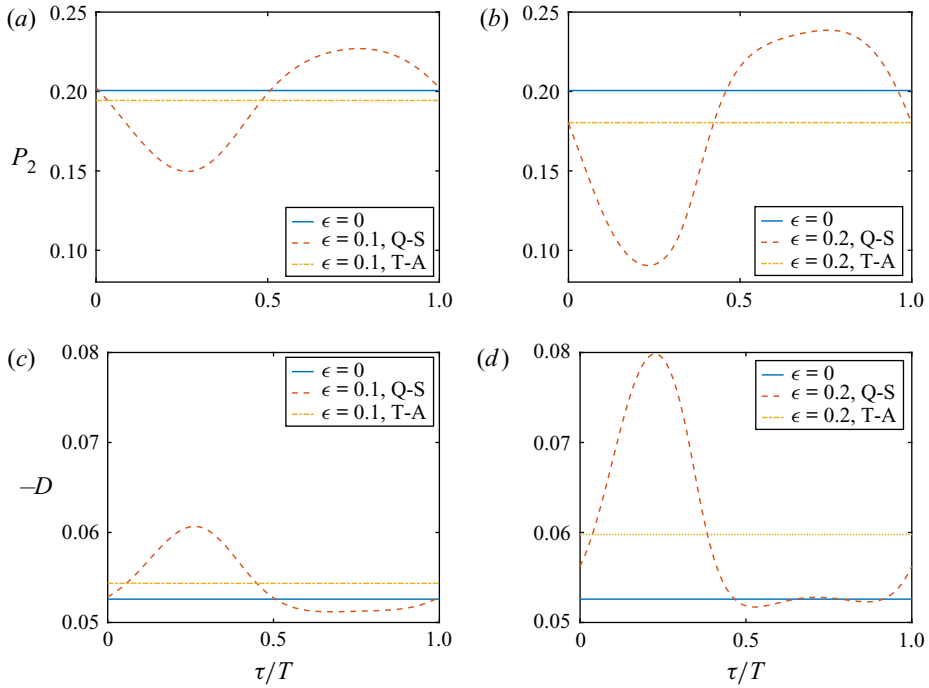 (a)
0.25
0.20
P2
0.15
0.10
ϵ = 0
ϵ = 0.1, Q-S
ϵ = 0.1, T-A
0 0.5 1.0
(b)
0.25
0.20
0.15
0.10
ϵ = 0
ϵ = 0.2, Q-S
ϵ = 0.2, T-A
0 0.5 1.0
(c)
0.08
0.07
–D
0.06
0.05
ϵ = 0
ϵ = 0.1, Q-S
ϵ = 0.1, T-A
0 0.5 1.0
τ/T
(d)
0.08
0.07
0.06
0.05
ϵ = 0
ϵ = 0.2, Q-S
ϵ = 0.2, T-A
0 0.5 1.0
τ/T